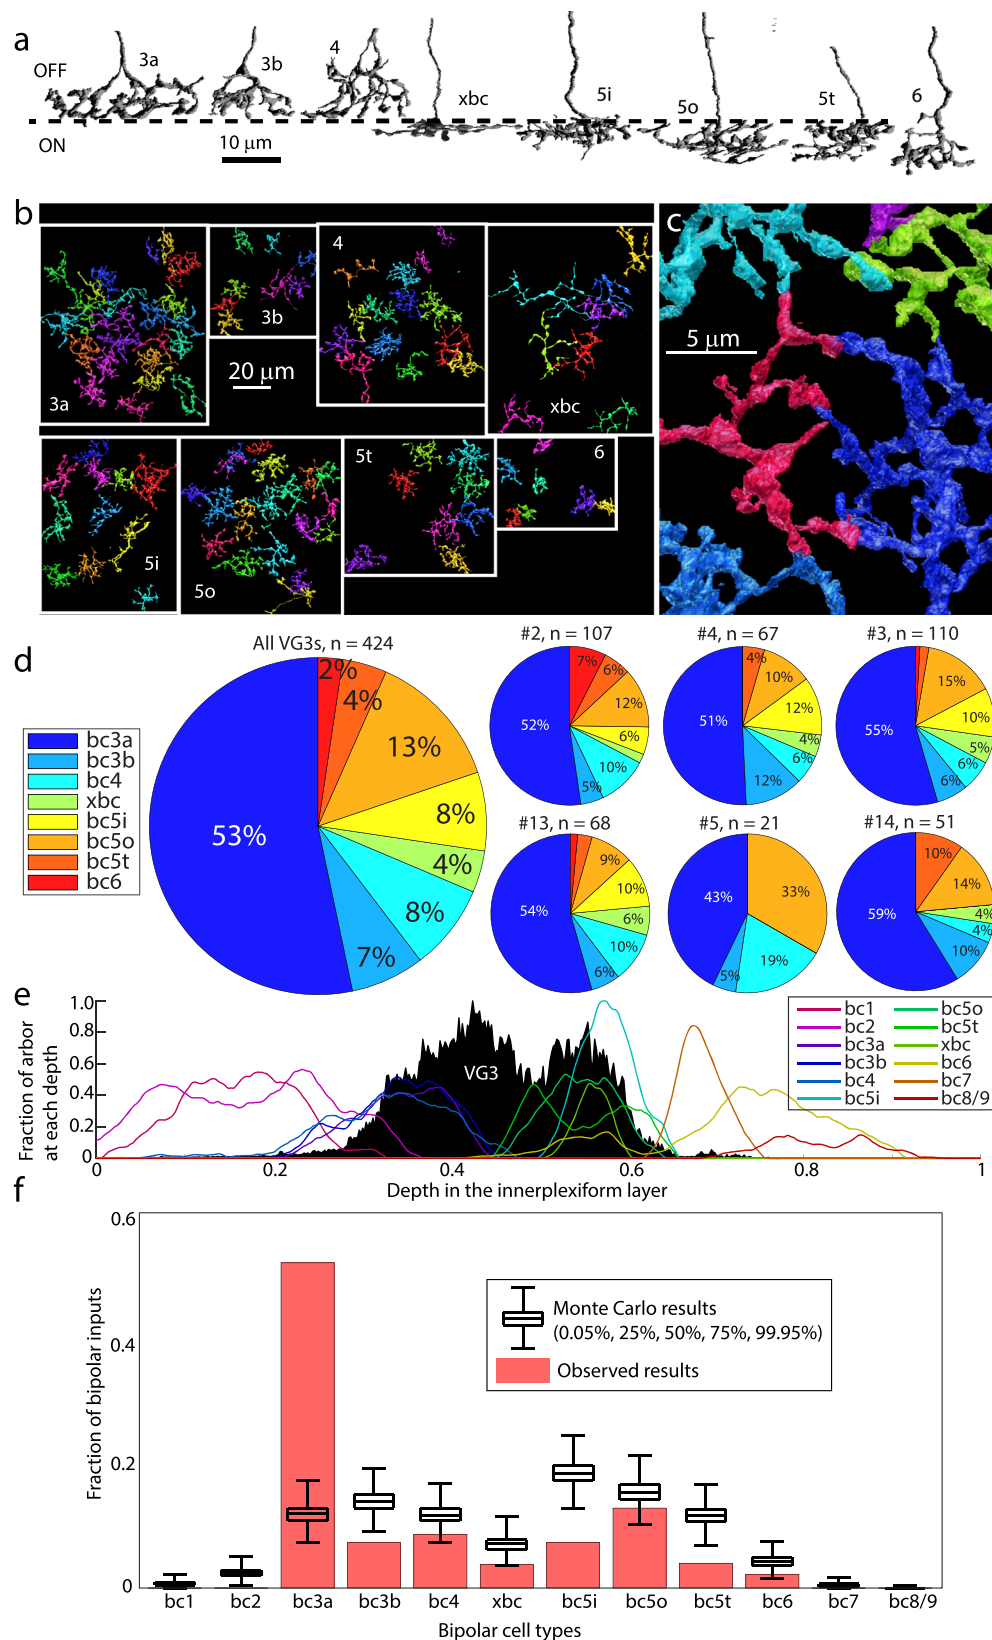 a
OFF
ON
3a
3b
4
xbc
5i
5o
5t
6
10 µm
b
3a
3b
4
xbc
20 µm
5i
5o
5t
6
c
5 µm
d
All VG3s, n = 424
2%
4%
13%
8%
4%
8%
7%
53%
bc3a
bc3b
bc4
xbc
bc5i
bc5o
bc5t
bc6
#2, n = 107
7%
6%
12%
6%
10%
5%
52%
#4, n = 67
4%
10%
12%
4%
6%
12%
51%
#3, n = 110
15%
10%
5%
6%
6%
55%
#13, n = 68
9%
10%
6%
10%
6%
54%
#5, n = 21
33%
19%
5%
43%
#14, n = 51
10%
14%
4%
4%
10%
59%
e
Fraction of arbor
at each depth
1.0
0.8
0.4
0.2
0
VG3
bc1
bc2
bc3a
bc3b
bc4
bc5i
bc5o
bc5t
xbc
bc6
bc7
bc8/9
0
0.2
0.4
0.6
0.8
1
Depth in the innerplexiform layer
f
Fraction of bipolar inputs
0.6
0.4
0.2
0
Monte Carlo results
(0.05%, 25%, 50%, 75%, 99.95%)
Observed results
bc1
bc2
bc3a
bc3b
bc4
xbc
bc5i
bc5o
bc5t
bc6
bc7
bc8/9
Bipolar cell types